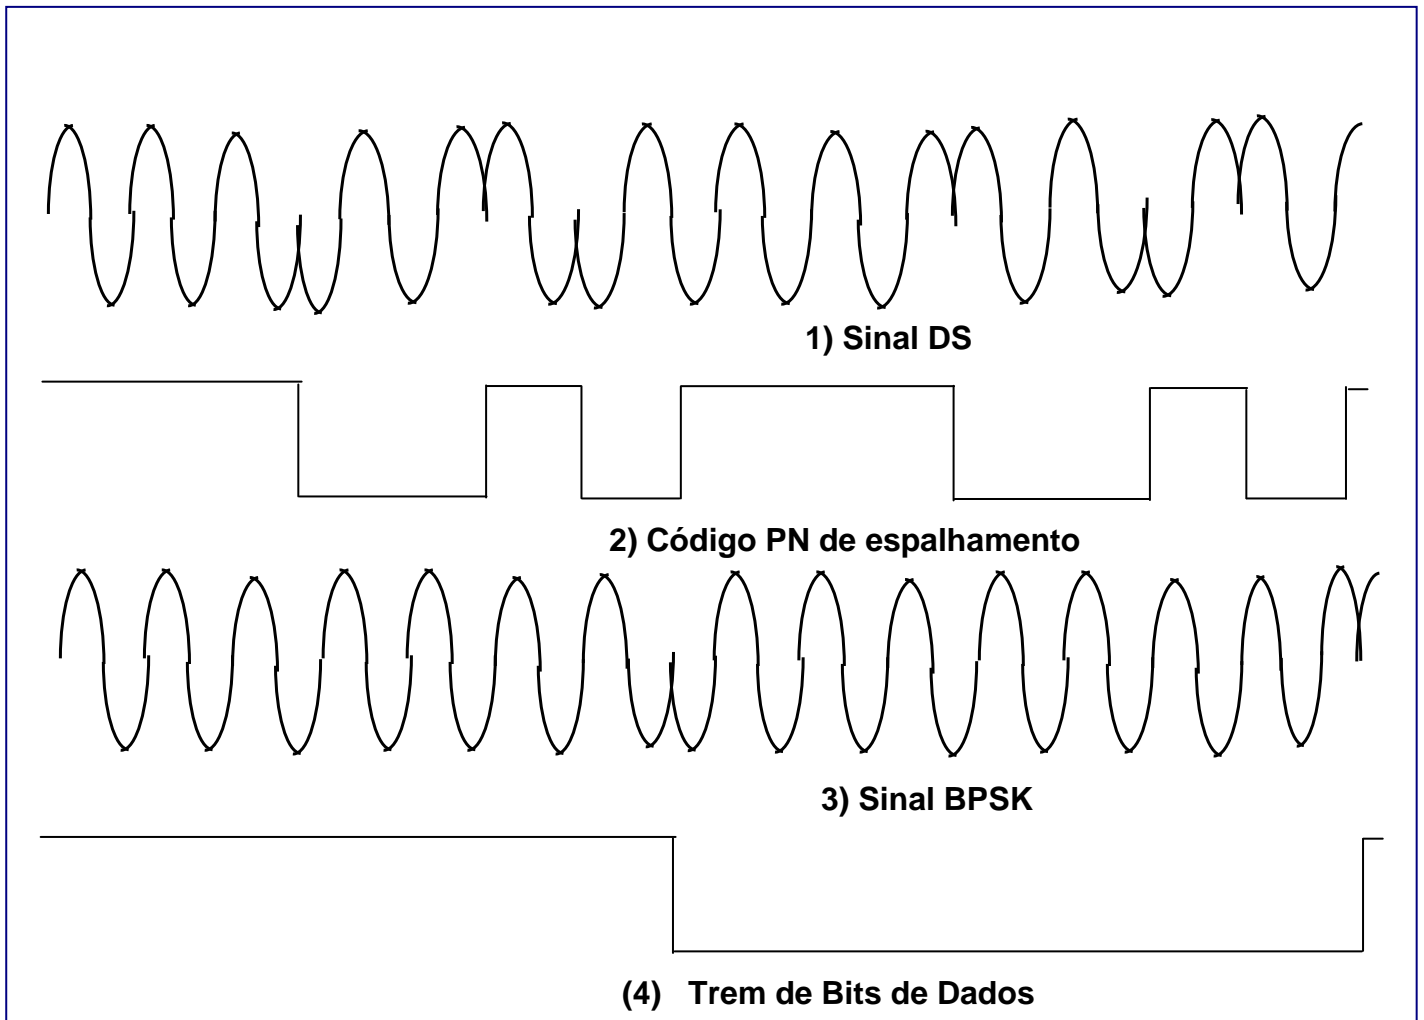 1) Sinal DS
2) Código PN de espalhamento
3) Sinal BPSK
(4) Trem de Bits de Dados